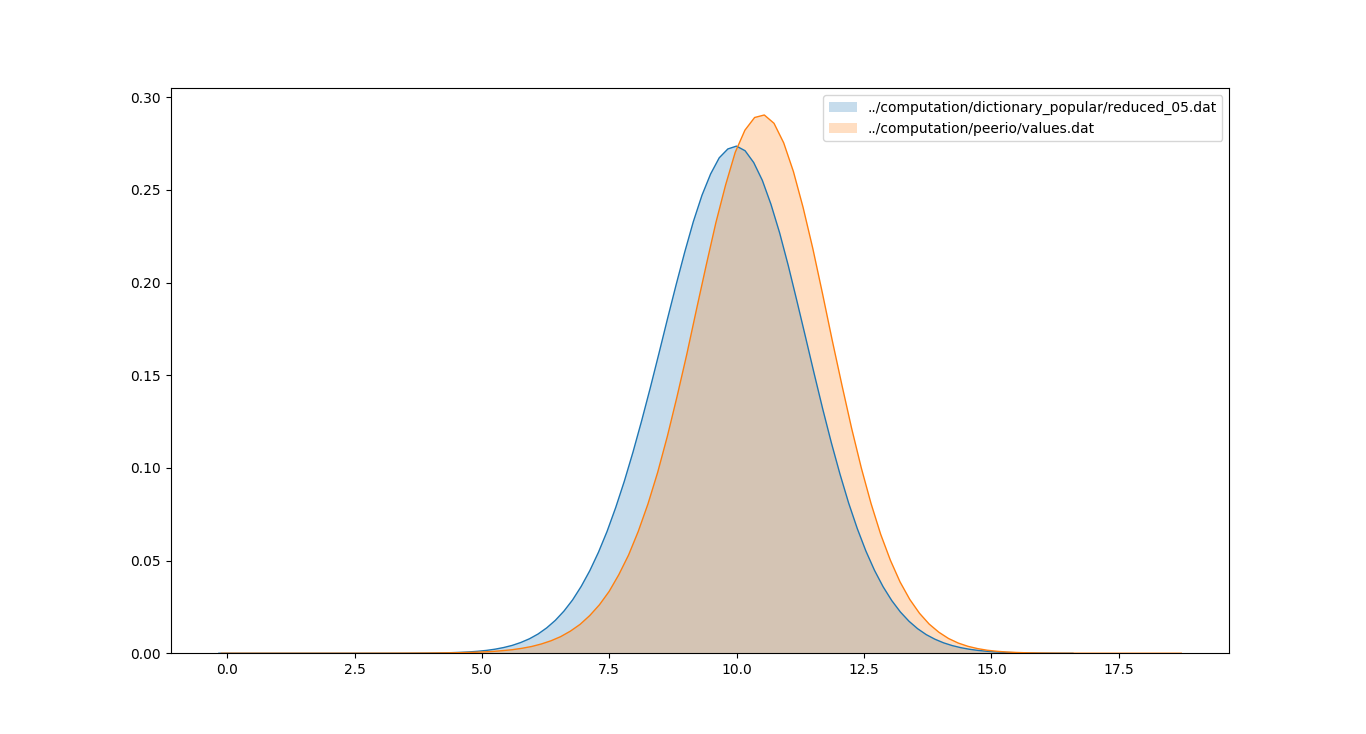 0.30
0.25
0.20
0.15
0.10
0.05
0.00
0.0 2.5 5.0 7.5 10.0 12.5 15.0 17.5
../computation/dictionary_popular/reduced_05.dat
../computation/peerio/values.dat